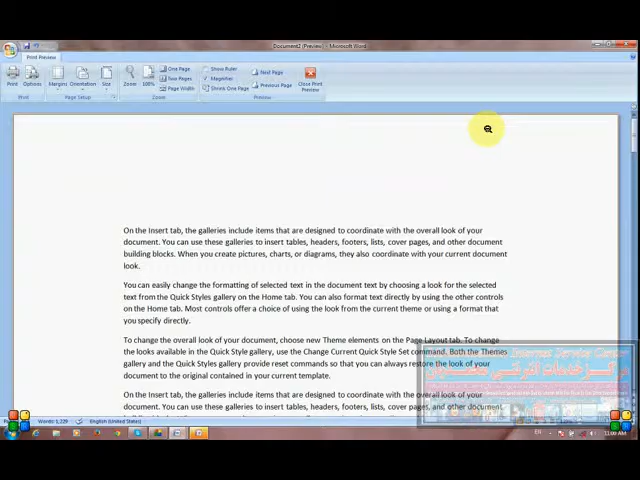 Document2 (Preview) - Microsoft Word
Print Preview
Print
Options
Margins
Orientation
Size
Zoom
100%
One Page
Two Pages
Page Width
Show Ruler
Magnifier
Shrink One Page
Next Page
Previous Page
Close Print
Preview
Print
Page Setup
Zoom
Preview
On the Insert tab, the galleries include items that are designed to coordinate with the overall look of your
document. You can use these galleries to insert tables, headers, footers, lists, cover pages, and other document
building blocks. When you create pictures, charts, or diagrams, they also coordinate with your current document
look.
You can easily change the formatting of selected text in the document text by choosing a look for the selected
text from the Quick Styles gallery on the Home tab. You can also format text directly by using the other controls
on the Home tab. Most controls offer a choice of using the look from the current theme or using a format that
you specify directly.
To change the overall look of your document, choose new Theme elements on the Page Layout tab. To change
the looks available in the Quick Style gallery, use the Change Current Quick Style Set command. Both the Themes
gallery and the Quick Styles gallery provide reset commands so that you can always restore the look of your
document to the original contained in your current template.
On the Insert tab, the galleries include items that are designed to coordinate with the overall look of your
document. You can use these galleries to insert tables, headers, footers, lists, cover pages, and other document
Internet Service Center
Words: 1,229
English (United States)
EN
11:00 AM